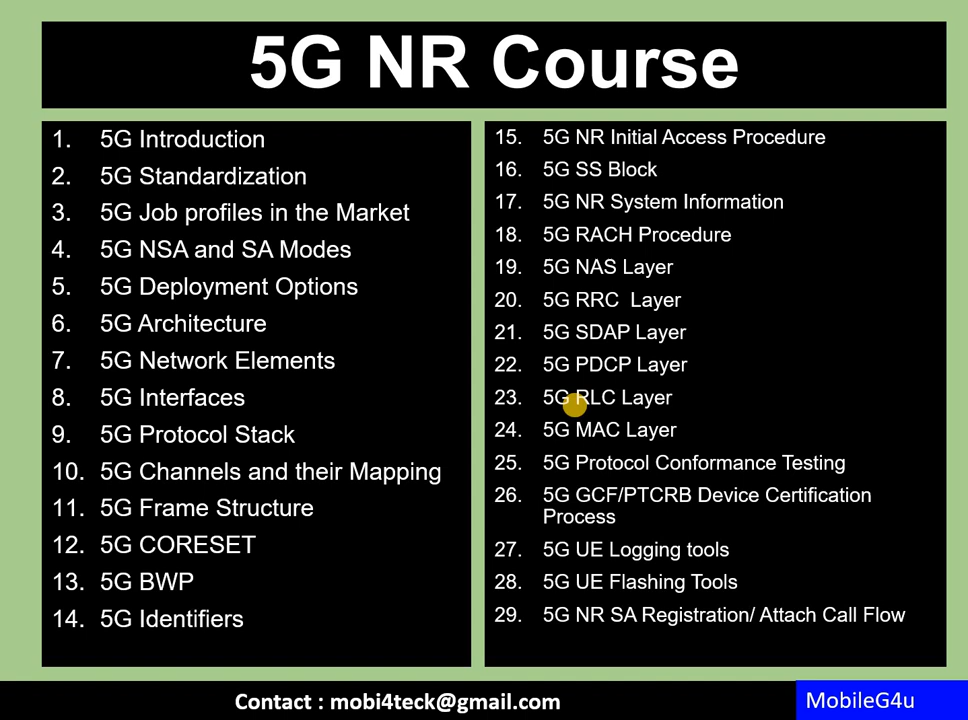 5G NR Course
1. 5G Introduction
2. 5G Standardization
3. 5G Job profiles in the Market
4. 5G NSA and SA Modes
5. 5G Deployment Options
6. 5G Architecture
7. 5G Network Elements
8. 5G Interfaces
9. 5G Protocol Stack
10. 5G Channels and their Mapping
11. 5G Frame Structure
12. 5G CORESET
13. 5G BWP
14. 5G Identifiers
15. 5G NR Initial Access Procedure
16. 5G SS Block
17. 5G NR System Information
18. 5G RACH Procedure
19. 5G NAS Layer
20. 5G RRC Layer
21. 5G SDAP Layer
22. 5G PDCP Layer
23. 5G RLC Layer
24. 5G MAC Layer
25. 5G Protocol Conformance Testing
26. 5G GCF/PTCRB Device Certification
Process
27. 5G UE Logging tools
28. 5G UE Flashing Tools
29. 5G NR SA Registration/ Attach Call Flow
Contact : mobi4teck@gmail.com
MobileG4u